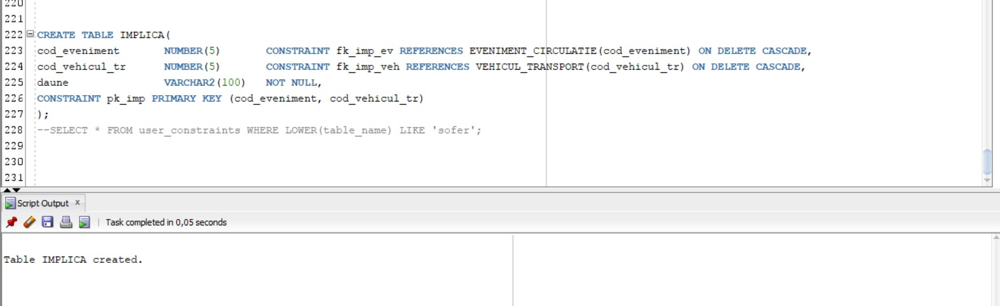 220
221
222 CREATE TABLE IMPLICA(
223 cod_eveniment NUMBER(5) CONSTRAINT fk_imp_ev REFERENCES EVENIMENT_CIRCULATIE(cod_eveniment) ON DELETE CASCADE,
224 cod_vehicul_tr NUMBER(5) CONSTRAINT fk_imp_veh REFERENCES VEHICUL_TRANSPORT(cod_vehicul_tr) ON DELETE CASCADE,
225 daune VARCHAR2(100) NOT NULL,
226 CONSTRAINT pk_imp PRIMARY KEY (cod_eveniment, cod_vehicul_tr)
227 );
228 --SELECT * FROM user_constraints WHERE LOWER(table_name) LIKE 'sofer';
229
230
231
Script Output x
Task completed in 0,05 seconds
Table IMPLICA created.